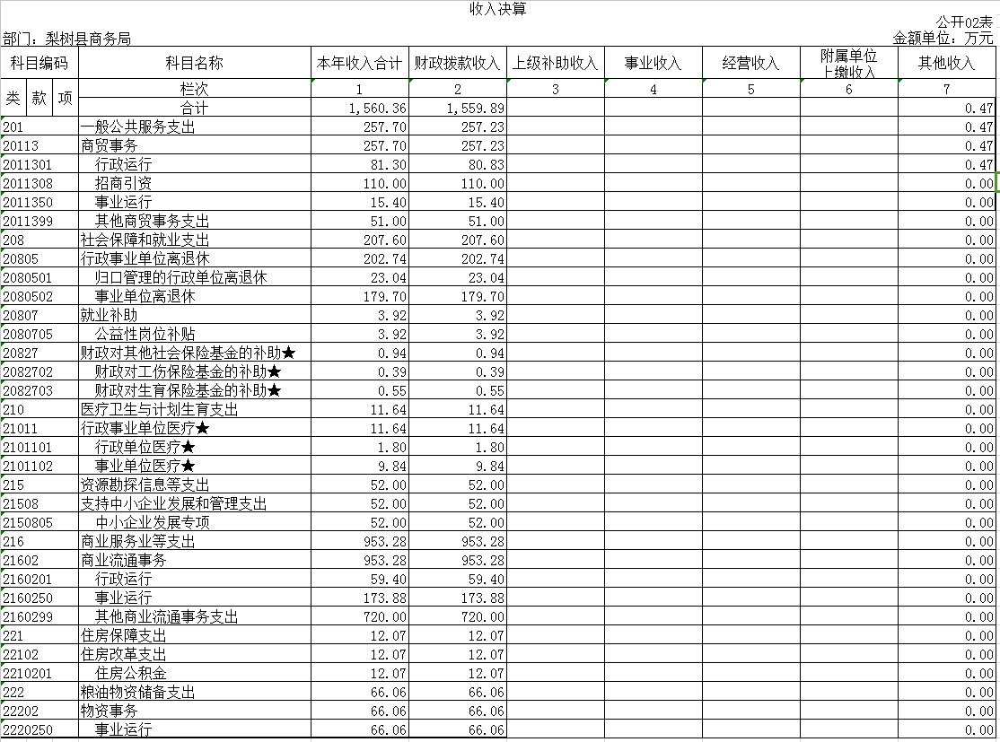 收入决算
公开02表
部门：梨树县商务局 金额单位：万元
科目编码 科目名称 本年收入合计 财政拨款收入 上级补助收入 事业收入 经营收入 附属单位上缴收入 其他收入
类 款 项 栏次 1 2 3 4 5 6 7
合计 1,560.36 1,559.89 0.47
201 一般公共服务支出 257.70 257.23 0.47
20113 商贸事务 257.70 257.23 0.47
2011301 行政运行 81.30 80.83 0.47
2011308 招商引资 110.00 110.00 0.00
2011350 事业运行 15.40 15.40 0.00
2011399 其他商贸事务支出 51.00 51.00 0.00
208 社会保障和就业支出 207.60 207.60 0.00
20805 行政事业单位离退休 202.74 202.74 0.00
2080501 归口管理的行政单位离退休 23.04 23.04 0.00
2080502 事业单位离退休 179.70 179.70 0.00
20807 就业补助 3.92 3.92 0.00
2080705 公益性岗位补贴 3.92 3.92 0.00
20827 财政对其他社会保险基金的补助★ 0.94 0.94 0.00
2082702 财政对工伤保险基金的补助★ 0.39 0.39 0.00
2082703 财政对生育保险基金的补助★ 0.55 0.55 0.00
210 医疗卫生与计划生育支出 11.64 11.64 0.00
21011 行政事业单位医疗★ 11.64 11.64 0.00
2101101 行政单位医疗★ 1.80 1.80 0.00
2101102 事业单位医疗★ 9.84 9.84 0.00
215 资源勘探信息等支出 52.00 52.00 0.00
21508 支持中小企业发展和管理支出 52.00 52.00 0.00
2150805 中小企业发展专项 52.00 52.00 0.00
216 商业服务业等支出 953.28 953.28 0.00
21602 商业流通事务 953.28 953.28 0.00
2160201 行政运行 59.40 59.40 0.00
2160250 事业运行 173.88 173.88 0.00
2160299 其他商业流通事务支出 720.00 720.00 0.00
221 住房保障支出 12.07 12.07 0.00
22102 住房改革支出 12.07 12.07 0.00
2210201 住房公积金 12.07 12.07 0.00
222 粮油物资储备支出 66.06 66.06 0.00
22202 物资事务 66.06 66.06 0.00
2220250 事业运行 66.06 66.06 0.00